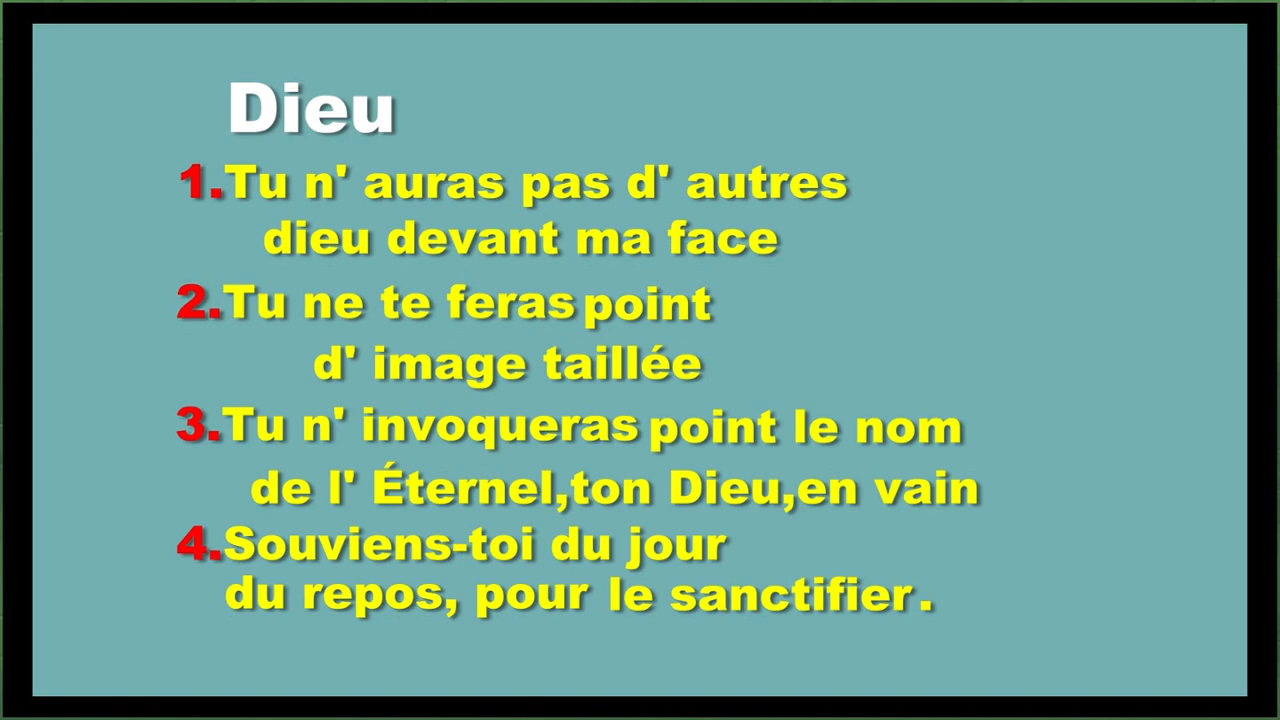 Dieu
1.Tu n' auras pas d' autres
dieu devant ma face
2.Tu ne te feras point
d' image taillée
3.Tu n' invoqueras point le nom
de l' Éternel,ton Dieu,en vain
4.Souviens-toi du jour
du repos, pour le sanctifier.